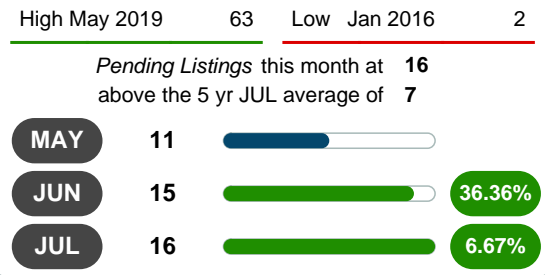 High May 2019 63 Low Jan 2016 2
Pending Listings this month at 16
above the 5 yr JUL average of 7
MAY 11
JUN 15 36.36%
JUL 16 6.67%